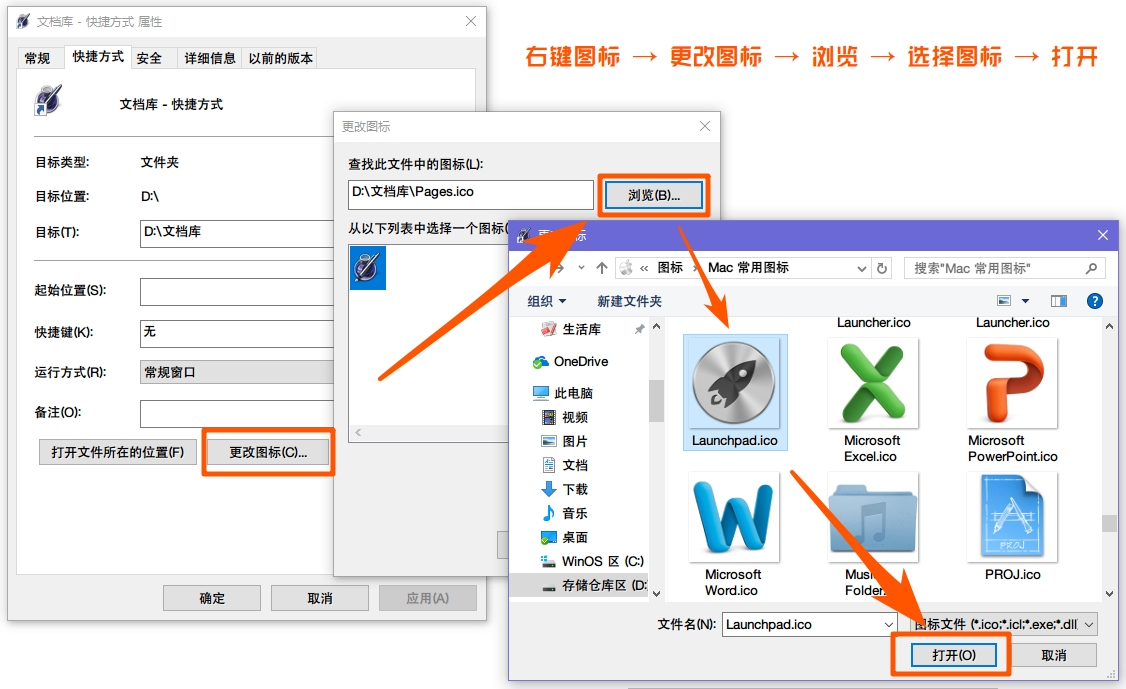 文档库 - 快捷方式 属性
右键图标 → 更改图标 → 浏览 → 选择图标 → 打开
常规 快捷方式 安全 详细信息 以前的版本
文档库 - 快捷方式
目标类型: 文件夹
目标位置: D:\
目标(T): D:\文档库
起始位置(S):
快捷键(K): 无
运行方式(R): 常规窗口
备注(O):
打开文件所在的位置(F) 更改图标(C)...
确定 取消 应用(A)
更改图标
查找此文件中的图标(L):
D:\文档库\Pages.ico 浏览(B)...
从以下列表中选择一个图标(
« 图标 › Mac 常用图标 搜索"Mac 常用图标"
组织 新建文件夹
生活库
OneDrive
此电脑
视频
图片
文档
下载
音乐
桌面
WinOS 区 (C:)
存储仓库区 (D:
Launcher.ico Launcher.ico
Launchpad.ico
Microsoft Excel.ico
Microsoft PowerPoint.ico
Microsoft Word.ico
Folder.
PROJ
PROJ.ico
文件名(N): Launchpad.ico 图标文件 (*.ico;*.icl;*.exe;*.dll
打开(O) 取消